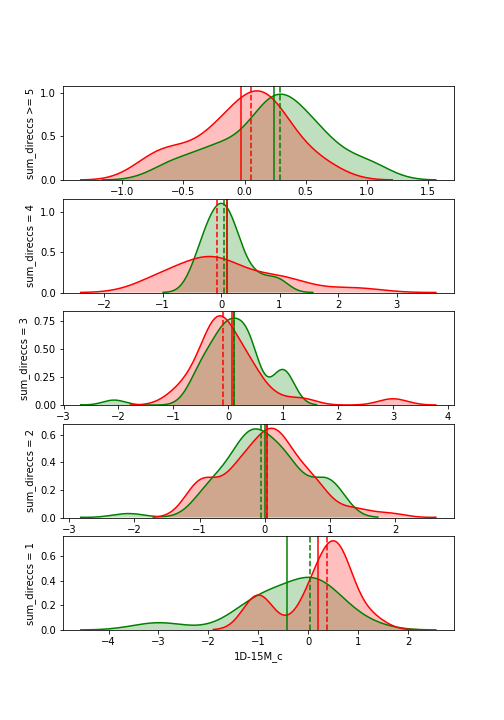 sum_direccs >= 5
1.0
0.5
0.0
−1.0 −0.5 0.0 0.5 1.0 1.5
sum_direccs = 4
1.0
0.5
0.0
−2 −1 0 1 2 3
sum_direccs = 3
0.75
0.50
0.25
0.00
−3 −2 −1 0 1 2 3 4
sum_direccs = 2
0.6
0.4
0.2
0.0
−3 −2 −1 0 1 2
sum_direccs = 1
0.6
0.4
0.2
0.0
−4 −3 −2 −1 0 1 2
1D-15M_c